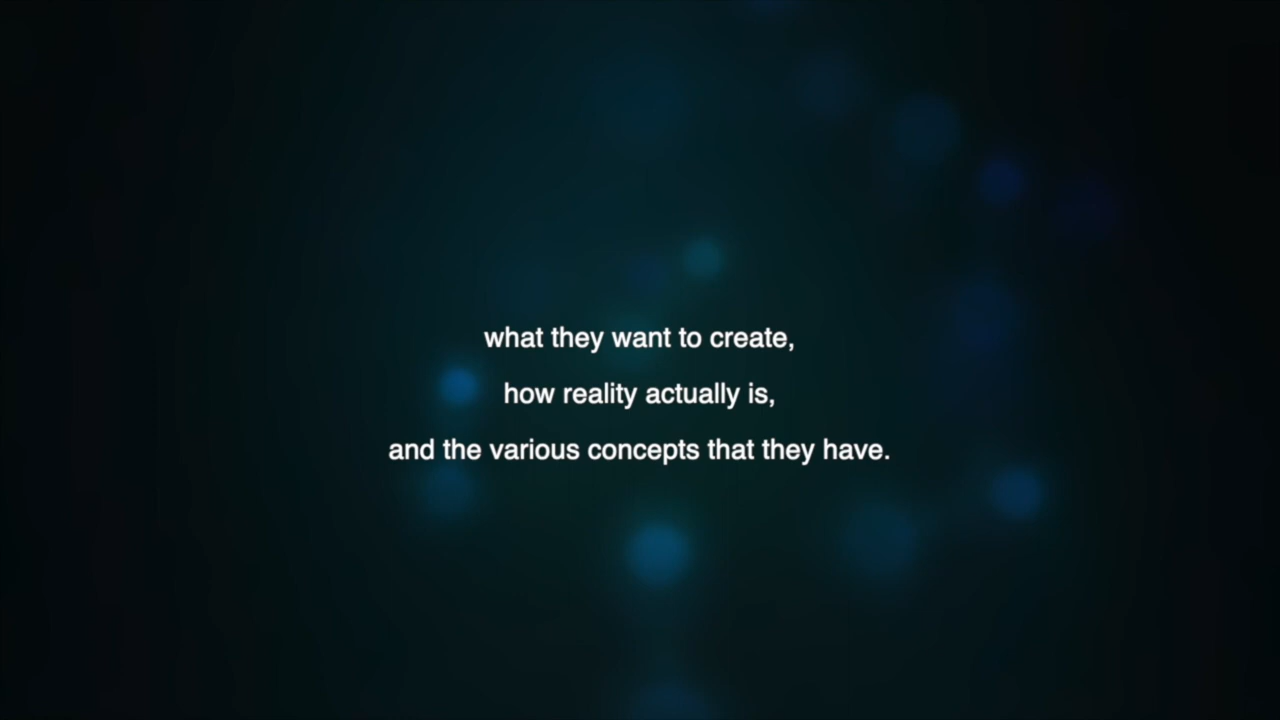 what they want to create,
how reality actually is,
and the various concepts that they have.